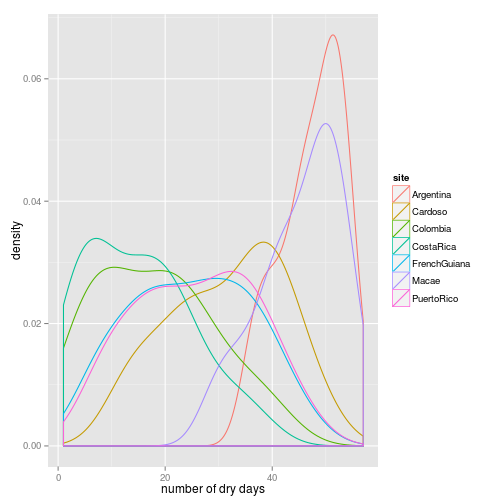 0.06
0.04
0.02
0.00
0
20
40
number of dry days
density
site
Argentina
Cardoso
Colombia
CostaRica
FrenchGuiana
Macae
PuertoRico